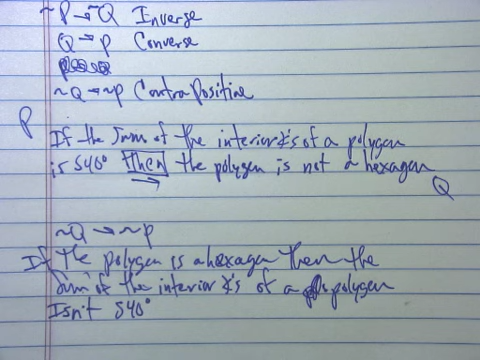 ~P → ~Q Inverse
Q → P Converse
~Q → ~P ContraPositive
P
If the Sum of the interior ∡'s of a polygon
is 540° then the polygon is not a hexagon
Q
~Q → ~P
If the polygon is a hexagon then the
Sum of the interior ∡'s of a polygon
Isn't 540°